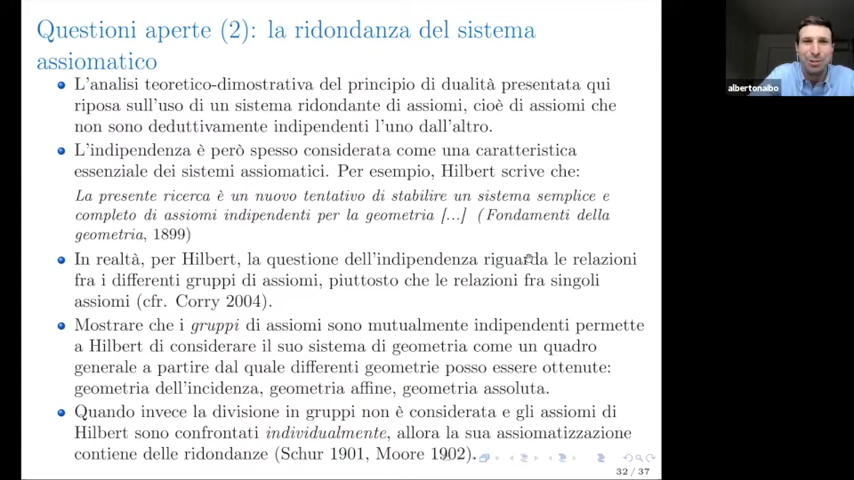 Questioni aperte (2): la ridondanza del sistema
assiomatico
L'analisi teoretico-dimostrativa del principio di dualità presentata qui
riposa sull'uso di un sistema ridondante di assiomi, cioè di assiomi che
non sono deduttivamente indipendenti l'uno dall'altro.
L'indipendenza è però spesso considerata come una caratteristica
essenziale dei sistemi assiomatici. Per esempio, Hilbert scrive che:
La presente ricerca è un nuovo tentativo di stabilire un sistema semplice e
completo di assiomi indipendenti per la geometria [...] (Fondamenti della
geometria, 1899)
In realtà, per Hilbert, la questione dell'indipendenza riguarda le relazioni
fra i differenti gruppi di assiomi, piuttosto che le relazioni fra singoli
assiomi (cfr. Corry 2004).
Mostrare che i gruppi di assiomi sono mutualmente indipendenti permette
a Hilbert di considerare il suo sistema di geometria come un quadro
generale a partire dal quale differenti geometrie posso essere ottenute:
geometria dell'incidenza, geometria affine, geometria assoluta.
Quando invece la divisione in gruppi non è considerata e gli assiomi di
Hilbert sono confrontati individualmente, allora la sua assiomatizzazione
contiene delle ridondanze (Schur 1901, Moore 1902).
32 / 37
albertonaibo